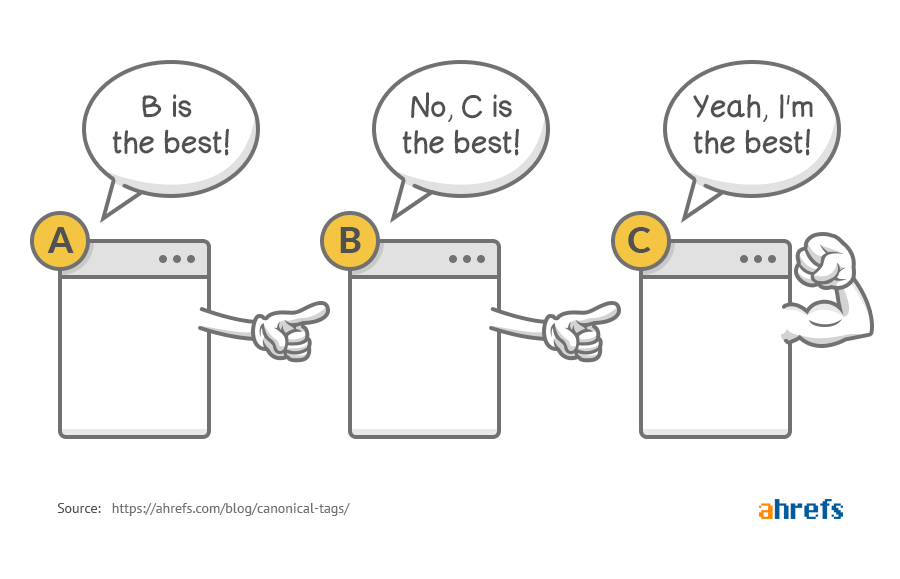 B is
the best!
No, C is
the best!
Yeah, I'm
the best!
A
B
C
Source: https://ahrefs.com/blog/canonical-tags/
ahrefs